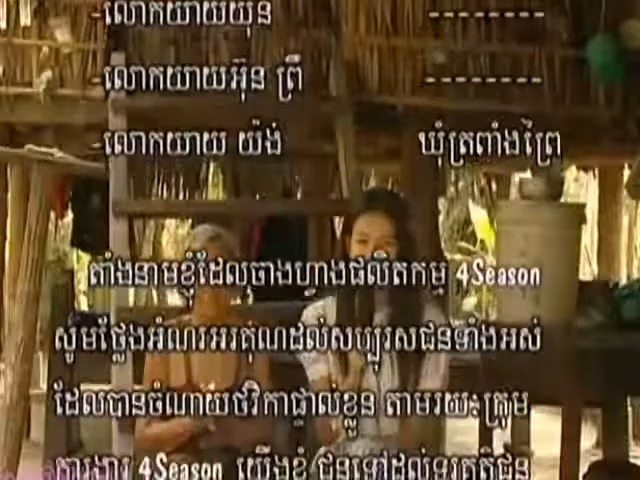 -លោកយាយយុន --------
-លោកយាយអ៊ុន ព្រឹ --------
-លោកយាយ យ៉ង់ ឃុំត្រពាំងព្រៃ
តាំងនាមខ្ញុំដែលចាងហ្វាងផលិតកម្ម 4Season
សូមថ្លែងអំណរអរគុណដល់សប្បុរសជនទាំងអស់
ដែលបានចំណាយថវិកាផ្ទាល់ខ្លួន តាមរយៈក្រុម
ការងារ 4Season យើងខ្ញុំ ជូនទៅដល់ទុរគតជន